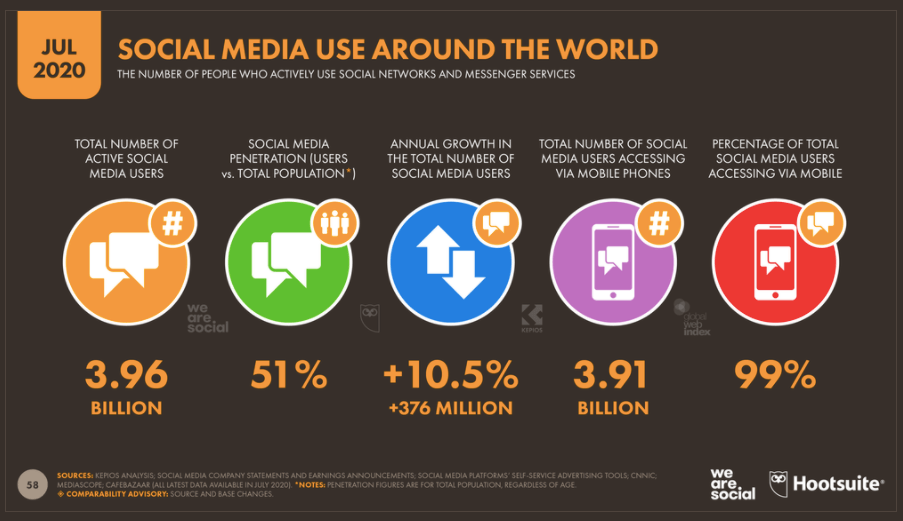 JUL
2020
SOCIAL MEDIA USE AROUND THE WORLD
THE NUMBER OF PEOPLE WHO ACTIVELY USE SOCIAL NETWORKS AND MESSENGER SERVICES
TOTAL NUMBER OF
ACTIVE SOCIAL
MEDIA USERS
SOCIAL MEDIA
PENETRATION (USERS
vs. TOTAL POPULATION*)
ANNUAL GROWTH IN
THE TOTAL NUMBER OF
SOCIAL MEDIA USERS
TOTAL NUMBER OF SOCIAL
MEDIA USERS ACCESSING
VIA MOBILE PHONES
PERCENTAGE OF TOTAL
SOCIAL MEDIA USERS
ACCESSING VIA MOBILE
#
#
we
are.
social
KEPIOS
global
web
index
3.96
BILLION
51%
+10.5%
+376 MILLION
3.91
BILLION
99%
58
SOURCES: KEPIOS ANALYSIS; SOCIAL MEDIA COMPANY STATEMENTS AND EARNINGS ANNOUNCEMENTS; SOCIAL MEDIA PLATFORMS' SELF-SERVICE ADVERTISING TOOLS; CNNIC;
MEDIASCOPE; CAFEBAZAAR (ALL LATEST DATA AVAILABLE IN JULY 2020). *NOTES: PENETRATION FIGURES ARE FOR TOTAL POPULATION, REGARDLESS OF AGE.
COMPARABILITY ADVISORY: SOURCE AND BASE CHANGES.
we
are.
social
Hootsuite®